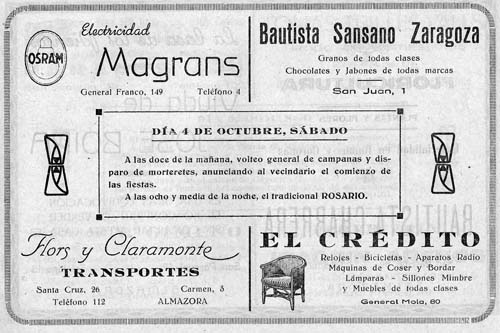 OSRAM
Electricidad
Magrans
General Franco, 149 Teléfono 4
Bautista Sansano Zaragoza
Granos de todas clases
Chocolates y Jabones de todas marcas
San Juan, 1
DÍA 4 DE OCTUBRE, SÁBADO
A las doce de la mañana, volteo general de campanas y dis-
paro de morteretes, anunciando al vecindario el comienzo de
las fiestas.
A las ocho y media de la noche, el tradicional ROSARIO.
Flors y Claramonte
TRANSPORTES
Santa Cruz, 26 Carmen, 5
Teléfono 112 ALMAZORA
EL CRÉDITO
Relojes - Bicicletas - Aparatos Radio
Máquinas de Coser y Bordar
Lámparas - Sillones Mimbre
y Muebles de todas clases
General Mola, 60